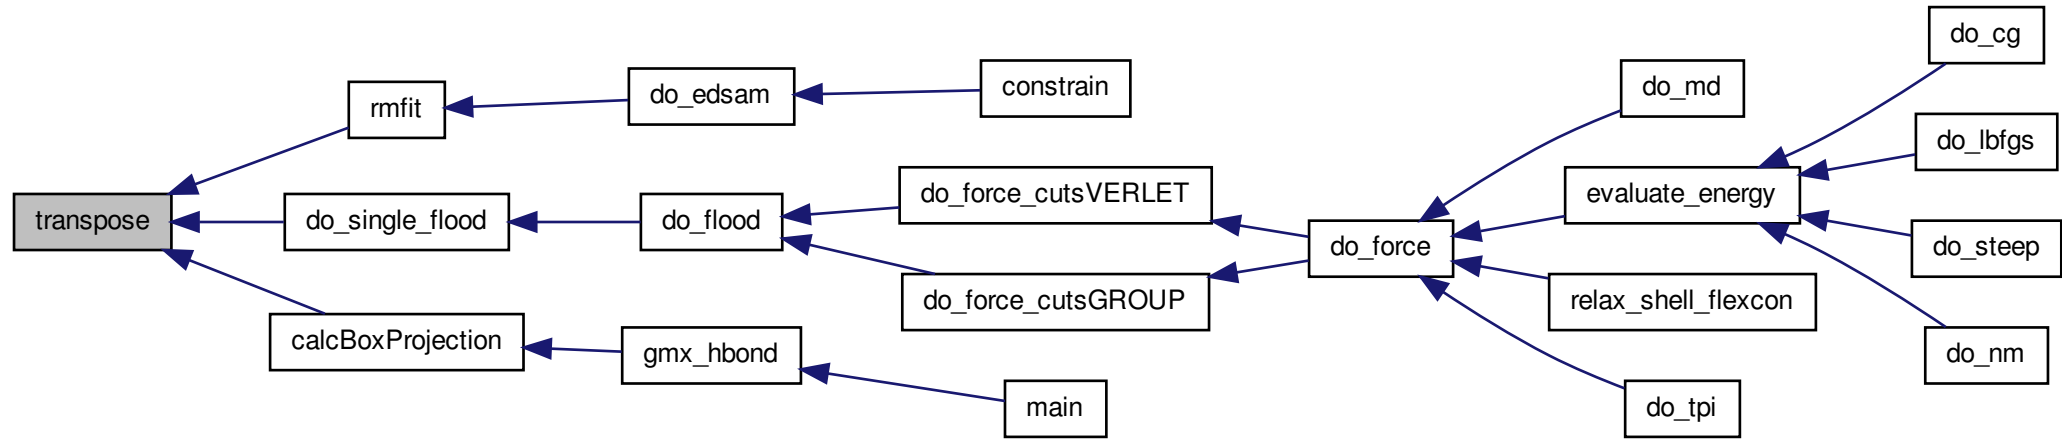 transpose
rmfit
do_single_flood
calcBoxProjection
do_edsam
do_flood
gmx_hbond
constrain
do_force_cutsVERLET
do_force_cutsGROUP
main
do_force
do_md
evaluate_energy
relax_shell_flexcon
do_tpi
do_cg
do_lbfgs
do_steep
do_nm